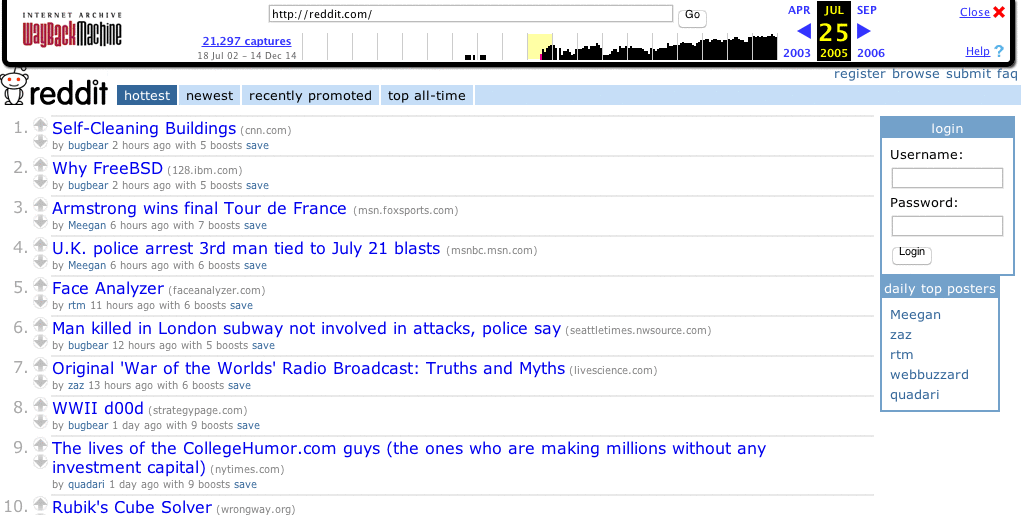 INTERNET ARCHIVE
WayBackMachine
http://reddit.com/
Go
21,297 captures
18 Jul 02 – 14 Dec 14
APR JUL SEP
25
2003 2005 2006
Close
Help ?
register browse submit faq
reddit hottest newest recently promoted top all-time
1. Self-Cleaning Buildings (cnn.com)
by bugbear 2 hours ago with 5 boosts save
2. Why FreeBSD (128.ibm.com)
by bugbear 2 hours ago with 5 boosts save
3. Armstrong wins final Tour de France (msn.foxsports.com)
by Meegan 6 hours ago with 7 boosts save
4. U.K. police arrest 3rd man tied to July 21 blasts (msnbc.msn.com)
by Meegan 6 hours ago with 6 boosts save
5. Face Analyzer (faceanalyzer.com)
by rtm 11 hours ago with 6 boosts save
6. Man killed in London subway not involved in attacks, police say (seattletimes.nwsource.com)
by bugbear 12 hours ago with 5 boosts save
7. Original 'War of the Worlds' Radio Broadcast: Truths and Myths (livescience.com)
by zaz 13 hours ago with 6 boosts save
8. WWII d00d (strategypage.com)
by bugbear 1 day ago with 9 boosts save
9. The lives of the CollegeHumor.com guys (the ones who are making millions without any
investment capital) (nytimes.com)
by quadari 1 day ago with 9 boosts save
10. Rubik's Cube Solver (wrongway.org)
login
Username:
Password:
Login
daily top posters
Meegan
zaz
rtm
webbuzzard
quadari